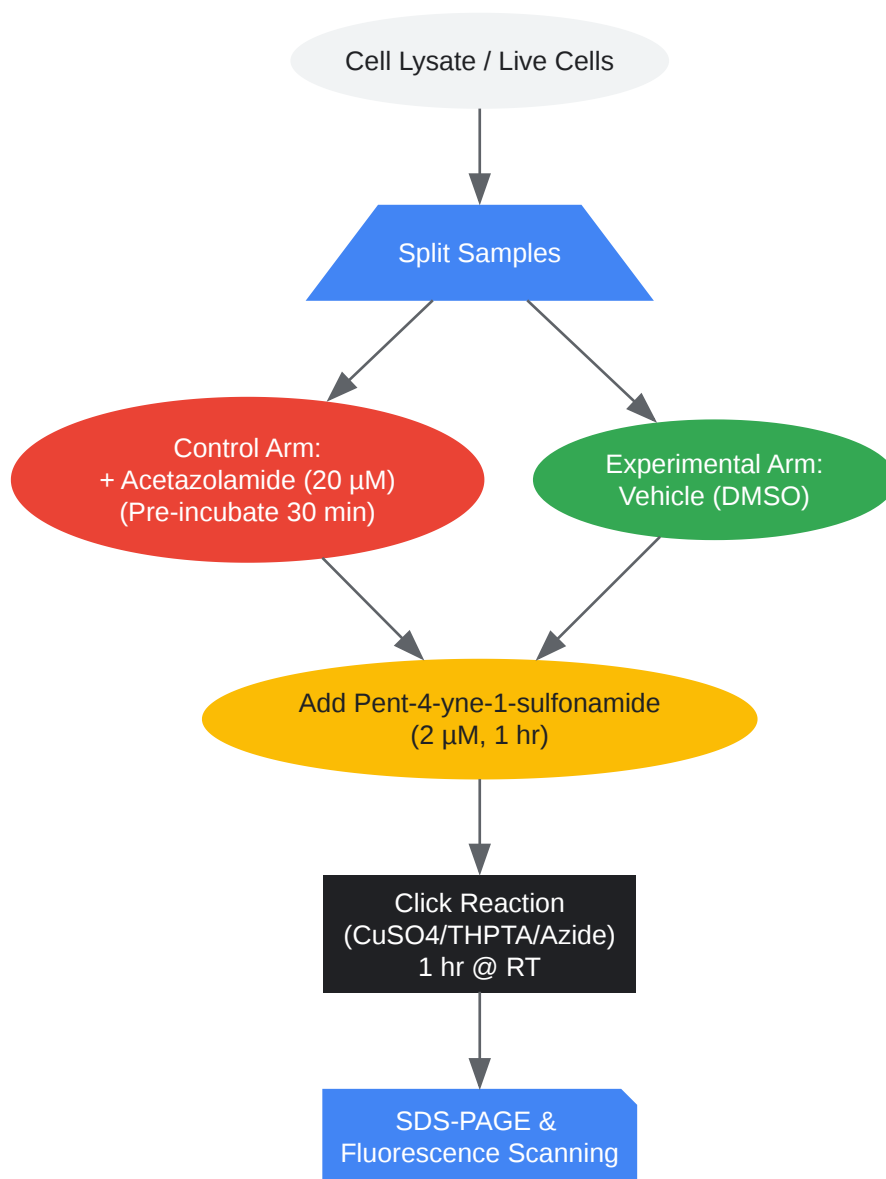 Cell Lysate / Live Cells
Split Samples
Control Arm:
+ Acetazolamide (20 µM)
(Pre-incubate 30 min)
Experimental Arm:
Vehicle (DMSO)
Add Pent-4-yne-1-sulfonamide
(2 µM, 1 hr)
Click Reaction
(CuSO4/THPTA/Azide)
1 hr @ RT
SDS-PAGE &
Fluorescence Scanning